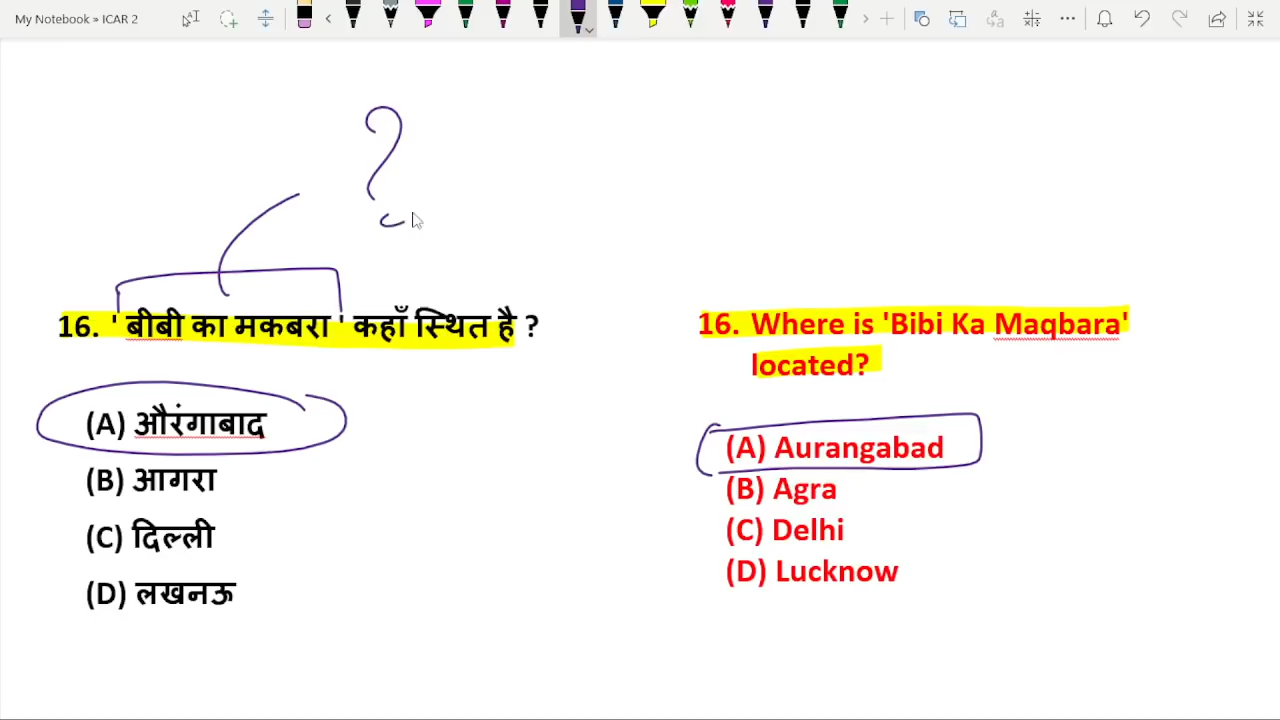 My Notebook » ICAR 2
?
16. ' बीबी का मकबरा ' कहाँ स्थित है ?
(A) औरंगाबाद
(B) आगरा
(C) दिल्ली
(D) लखनऊ
16. Where is 'Bibi Ka Maqbara'
located?
(A) Aurangabad
(B) Agra
(C) Delhi
(D) Lucknow